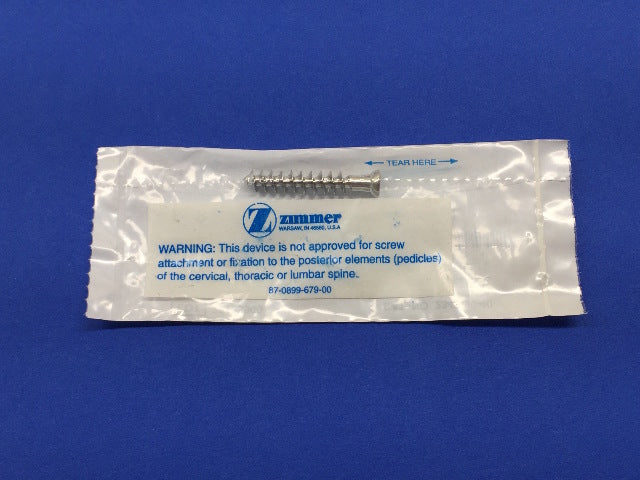 TEAR HERE
Z zimmer
WARSAW, IN 46580, U.S.A
WARNING: This device is not approved for screw
attachment or fixation to the posterior elements (pedicles)
of the cervical, thoracic or lumbar spine.
87-0899-679-00